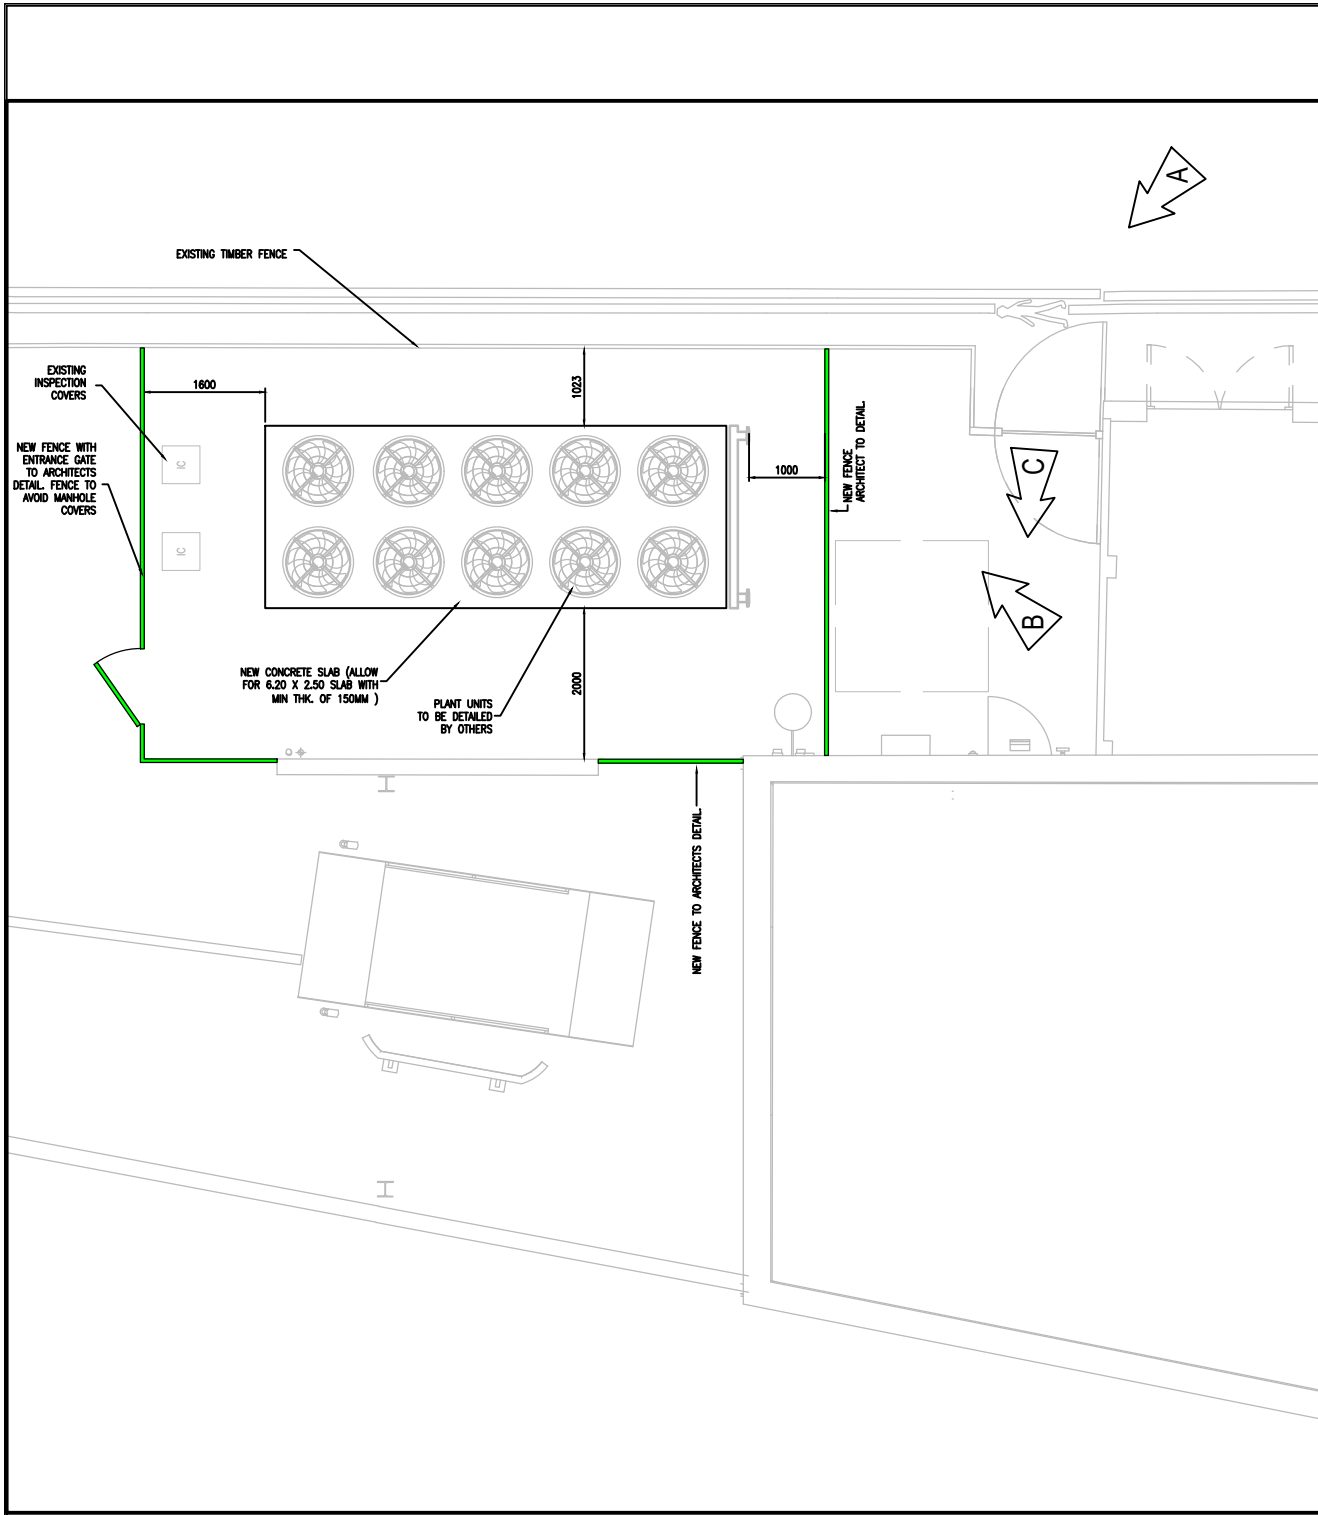 A
EXISTING TIMBER FENCE
EXISTING
INSPECTION
COVERS
1600
1023
NEW FENCE WITH
ENTRANCE GATE
TO ARCHITECTS
DETAIL. FENCE TO
AVOID MANHOLE
COVERS
IC
IC
1000
NEW FENCE
ARCHITECT TO DETAIL.
C
B
NEW CONCRETE SLAB (ALLOW
FOR 6.20 X 2.50 SLAB WITH
MIN THK. OF 150MM )
PLANT UNITS
TO BE DETAILED
BY OTHERS
2000
NEW FENCE TO ARCHITECTS DETAIL.